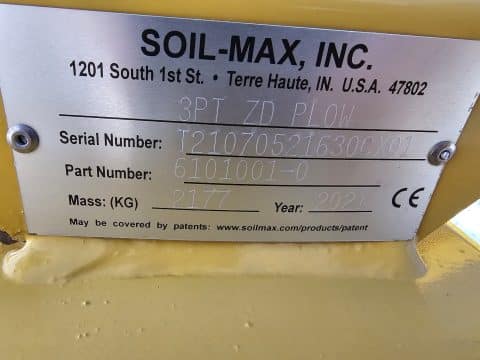 SOIL-MAX, INC.
1201 South 1st St. • Terre Haute, IN. U.S.A. 47802
3PT ZD PLOW
Serial Number:
Part Number: 6101001-0
Mass: (KG) 2177 Year: 2021 CE
May be covered by patents: www.soilmax.com/products/patent